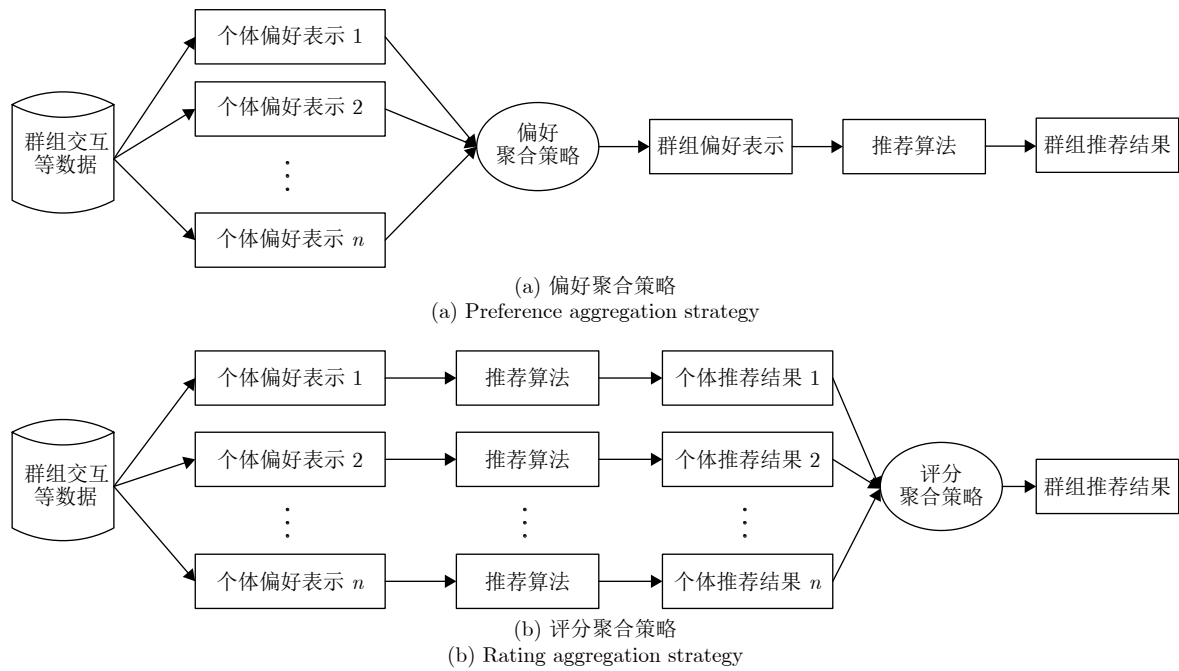 个体偏好表示 1
个体偏好表示 2
个体偏好表示 n
群组交互
等数据
偏好
聚合策略
群组偏好表示
推荐算法
群组推荐结果
(a) 偏好聚合策略
(a) Preference aggregation strategy
个体偏好表示 1
推荐算法
个体推荐结果 1
群组交互
等数据
个体偏好表示 2
推荐算法
个体推荐结果 2
个体偏好表示 n
推荐算法
个体推荐结果 n
评分
聚合策略
群组推荐结果
(b) 评分聚合策略
(b) Rating aggregation strategy